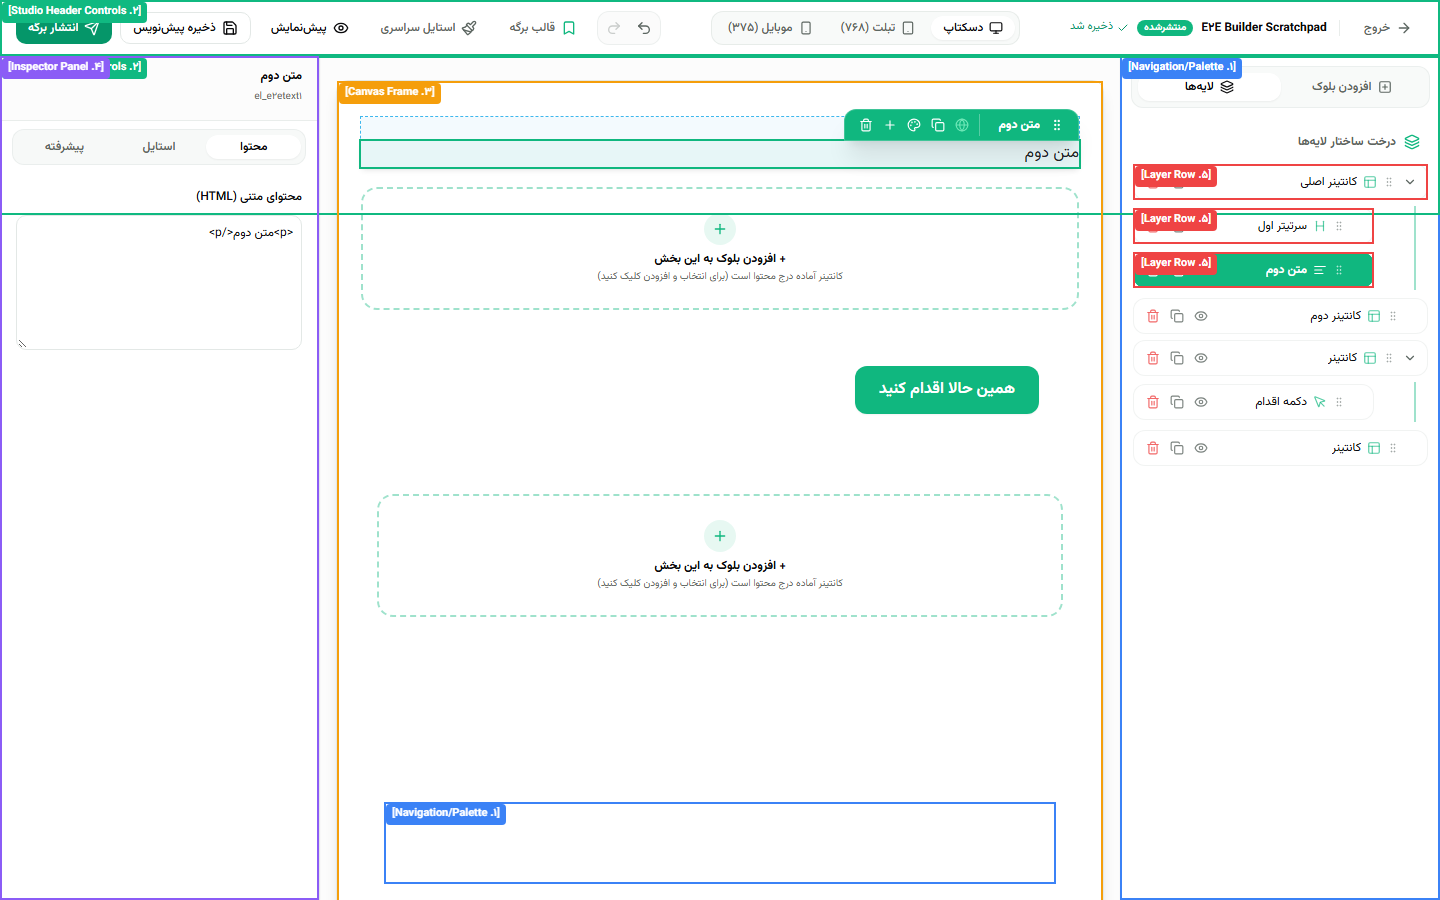 خروج
E۲E Builder Scratchpad
منتشرشده
ذخیره شد
دسکتاپ
تبلت (۷۶۸)
موبایل (۳۷۵)
قالب برگه
استایل سراسری
پیش‌نمایش
ذخیره پیش‌نویس
انتشار برگه
[Studio Header Controls .۲]
[Navigation/Palette .۱]
افزودن بلوک
لایه‌ها
درخت ساختار لایه‌ها
کانتینر اصلی
[Layer Row .۵]
سرتیتر اول
[Layer Row .۵]
متن دوم
[Layer Row .۵]
کانتینر دوم
کانتینر
دکمه اقدام
کانتینر
[Canvas Frame .۳]
متن دوم
متن دوم
+ افزودن بلوک به این بخش
کانتینر آماده درج محتوا است (برای انتخاب و افزودن کلیک کنید)
همین حالا اقدام کنید
+ افزودن بلوک به این بخش
کانتینر آماده درج محتوا است (برای انتخاب و افزودن کلیک کنید)
[Navigation/Palette .۱]
[Inspector Panel .۴]
rols .۲]
متن دوم
el_e۲etext۱
محتوا
استایل
پیشرفته
محتوای متنی (HTML)
<p>متن دوم</p>